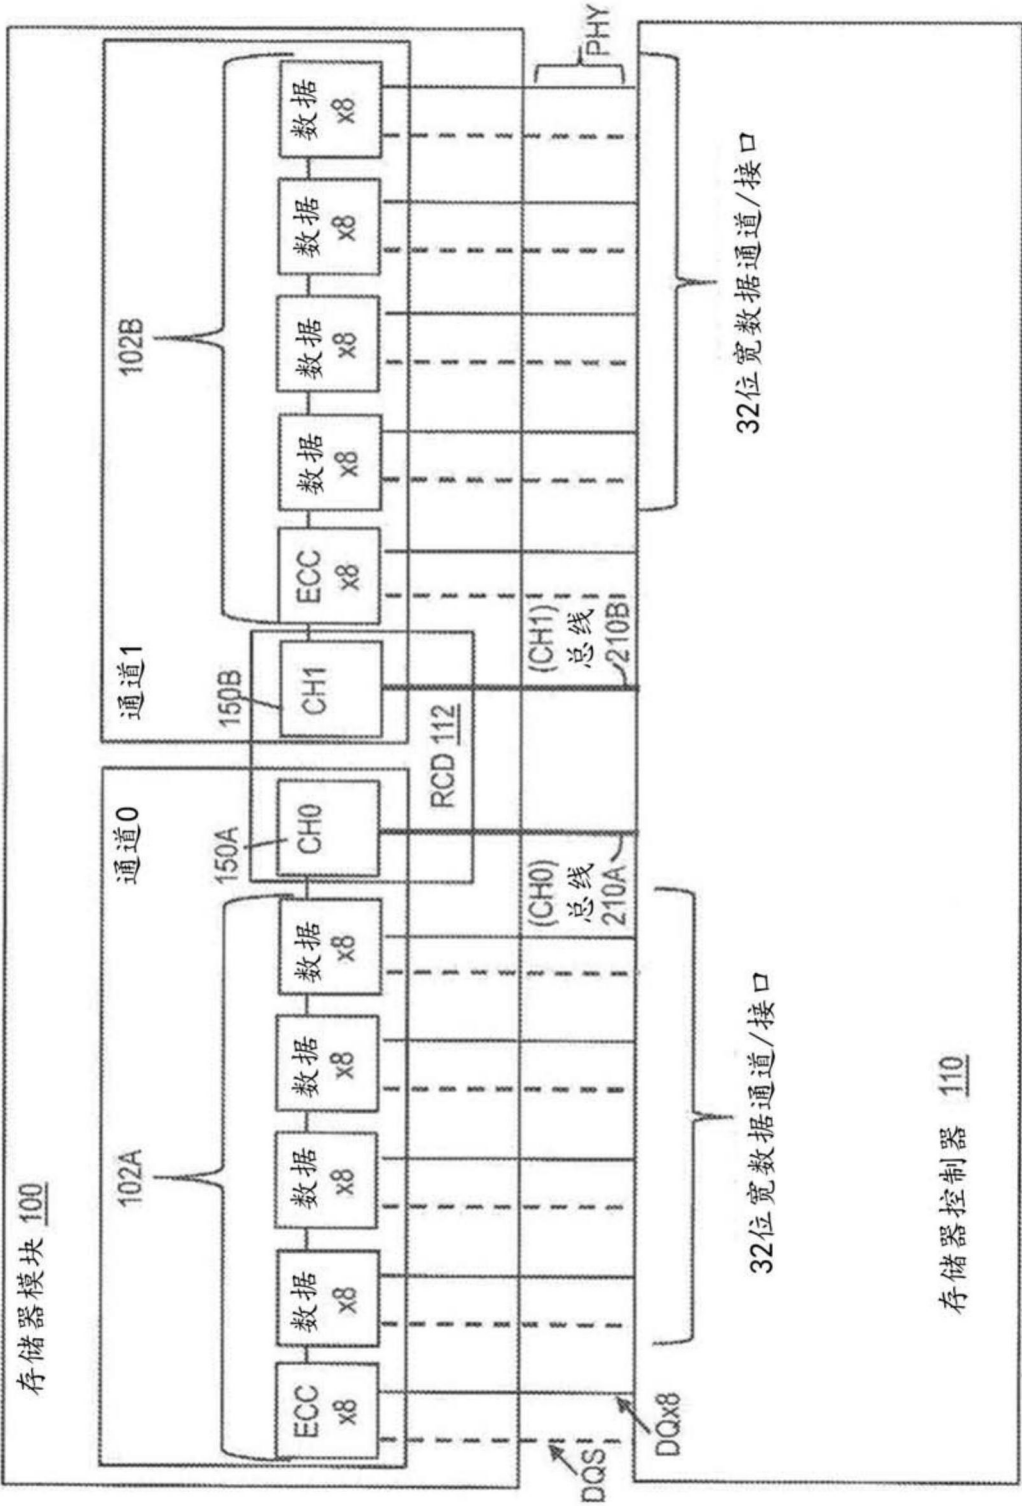 存储器模块 100
通道0
通道1
102A
150A
150B
102B
ECC
x8
数据
x8
数据
x8
数据
x8
数据
x8
CH0
CH1
ECC
x8
数据
x8
数据
x8
数据
x8
数据
x8
RCD 112
DQS
DQx8
(CH0)
总线
210A
(CH1)
总线
210B
PHY
32位宽数据通道/接口
32位宽数据通道/接口
存储器控制器 110